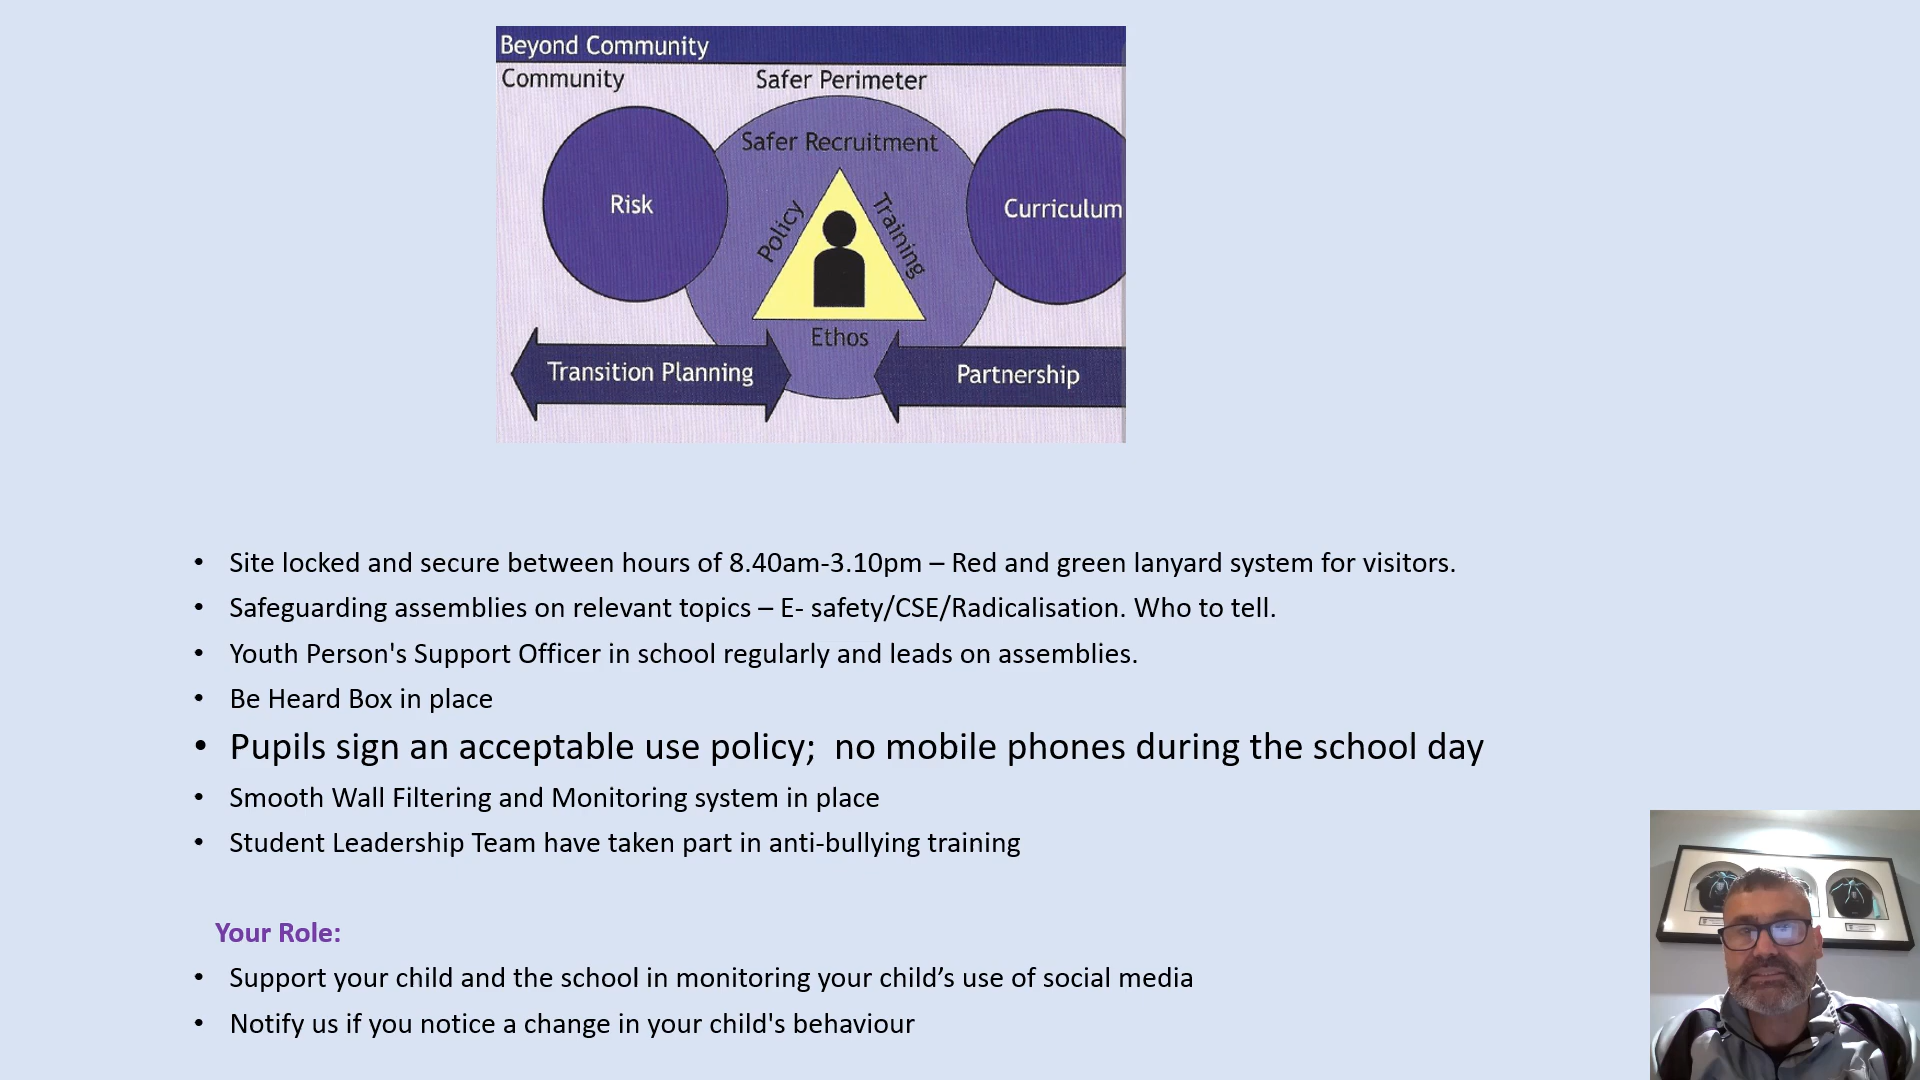 Beyond Community
Community
Safer Perimeter
Safer Recruitment
Risk
Policy
Training
Curriculum
Ethos
Transition Planning
Partnership
• Site locked and secure between hours of 8.40am-3.10pm – Red and green lanyard system for visitors.
• Safeguarding assemblies on relevant topics – E- safety/CSE/Radicalisation. Who to tell.
• Youth Person's Support Officer in school regularly and leads on assemblies.
• Be Heard Box in place
• Pupils sign an acceptable use policy;  no mobile phones during the school day
• Smooth Wall Filtering and Monitoring system in place
• Student Leadership Team have taken part in anti-bullying training
Your Role:
• Support your child and the school in monitoring your child’s use of social media
• Notify us if you notice a change in your child's behaviour